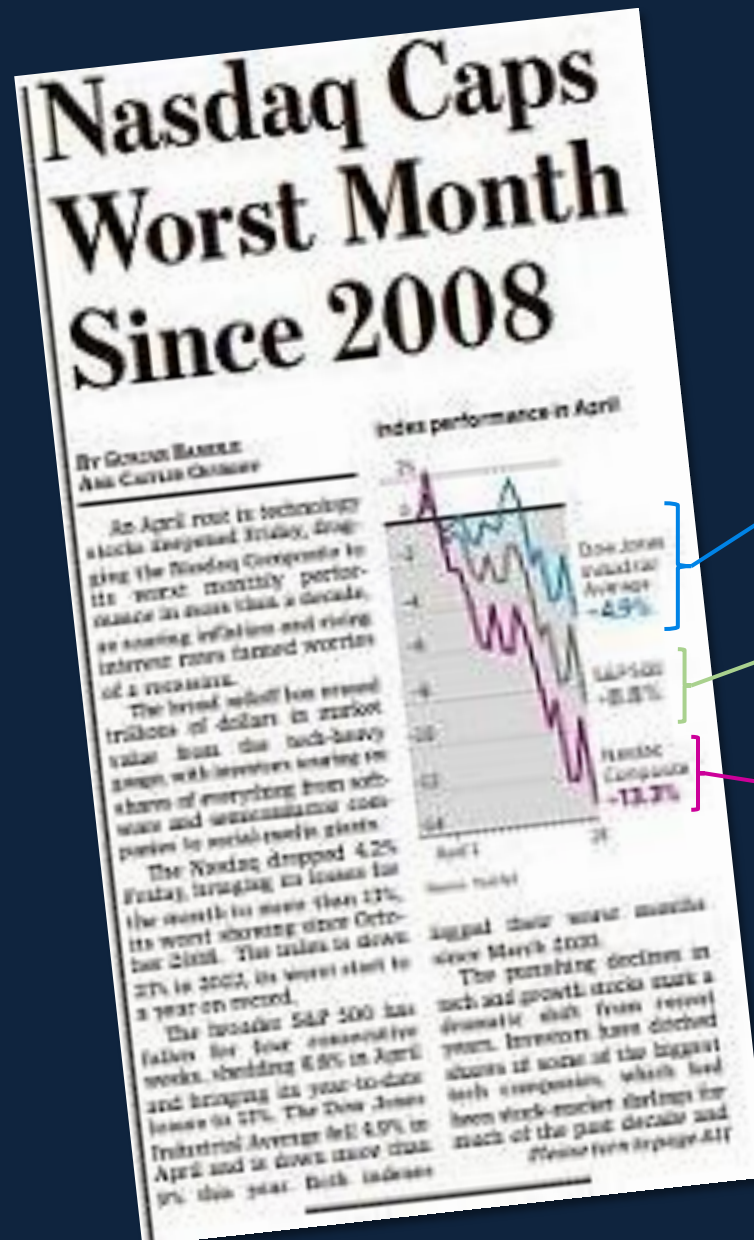 Nasdaq Caps
Worst Month
Since 2008
An April rout in technology
stocks deepened Friday, drag-
ging the Nasdaq Composite to
its worst monthly perfor-
mance in more than a decade,
as soaring inflation and rising
interest rates fanned worries
of a recession.
The broad selloff has erased
trillions of dollars in market
value from the tech-heavy
gauge, with investors souring on
shares of everything from soft-
ware and semiconductor com-
panies to social-media giants.
The Nasdaq dropped 4.2%
Friday, bringing its losses for
the month to more than 13%,
its worst showing since Octo-
ber 2008. The index is down
21% in 2022, its worst start to
a year on record.
The broader S&P 500 has
fallen for four consecutive
weeks, shedding 8.8% in April
and bringing its year-to-date
losses to 13%. The Dow Jones
Industrial Average fell 4.9% in
April and is down more than
9% this year. Both indexes
Index performance in April
0
-2
-4
-6
-8
-10
-12
-14
April 1
29
Dow Jones
Industrial
Average
-4.9%
S&P 500
-8.8%
Nasdaq
Composite
-13.3%
logged their worst months
since March 2020.
The punishing declines in
tech and growth stocks mark a
dramatic shift from recent
years. Investors have ditched
shares of some of the biggest
tech companies, which had
been stock-market darlings for
much of the past decade and
Please turn to page